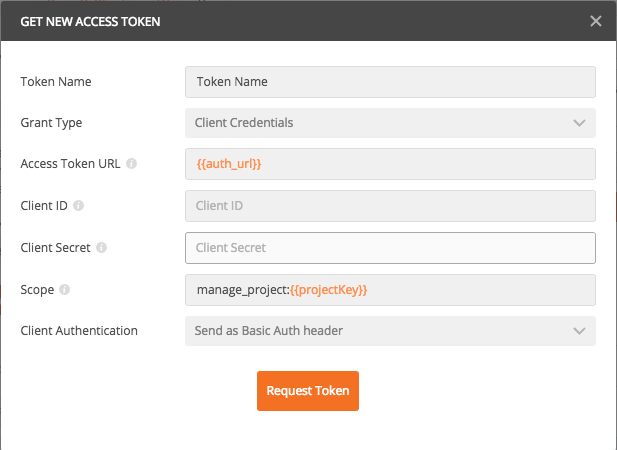 GET NEW ACCESS TOKEN
Token Name Token Name
Grant Type Client Credentials
Access Token URL {{auth_url}}
Client ID Client ID
Client Secret Client Secret
Scope manage_project:{{projectKey}}
Client Authentication Send as Basic Auth header
Request Token